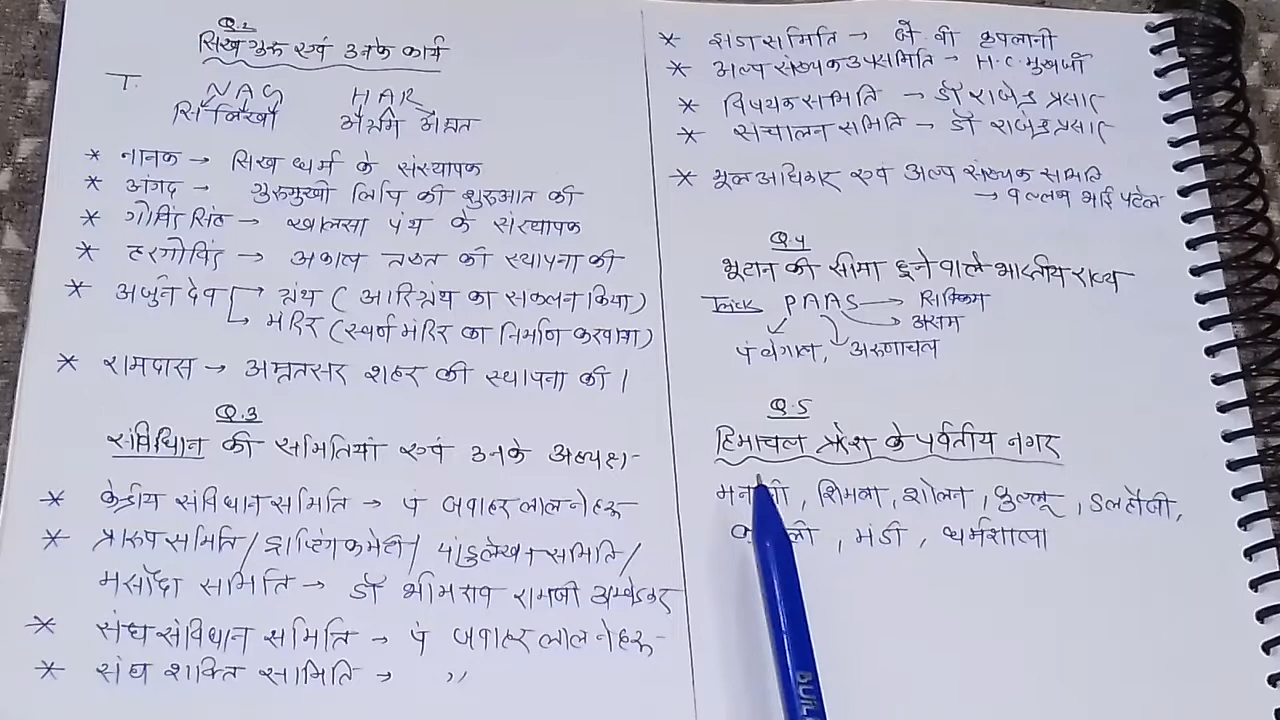 Q.2
सिख गुरु एवं उनके कार्य
T. NAG HAR
* नानक → सिख धर्म के संस्थापक
* अंगद → गुरुमुखी लिपि की शुरुआत की
* गोविंद सिंह → खालसा पंथ के संस्थापक
* हरगोविंद → अकाल तख्त की स्थापना की
* अर्जुन देव → ग्रंथ ( आदि ग्रंथ का संकलन किया)
→ मंदिर (स्वर्ण मंदिर का निर्माण करवाया)
* रामदास → अमृतसर शहर की स्थापना की।
Q.3
संविधान की समितियां एवं उनके अध्यक्ष:-
* केंद्रीय संविधान समिति → पं जवाहर लाल नेहरू
* प्रारूप समिति/ड्राफ्टिंग कमेटी/ पांडुलेखन समिति/
मसौदा समिति → डॉ भीमराव रामजी अम्बेडकर
* संघ संविधान समिति → पं जवाहर लाल नेहरू
* संघ शक्ति समिति → ,,
* झंडा समिति → जे. वी कृपलानी
* अल्प संख्यक उपसमिति → H.C. मुखर्जी
* विषयक समिति → डॉ राजेंद्र प्रसाद
* संचालन समिति → डॉ राजेंद्र प्रसाद
* मूल अधिकार एवं अल्प संख्यक समिति
→ वल्लभ भाई पटेल
Q.4
भूटान की सीमा छूने वाले भारतीय राज्य
Trick PAAS → सिक्किम
→ असम
पं बंगाल, अरुणाचल
Q.5
हिमाचल प्रदेश के पर्वतीय नगर
शिमला, शोलन, कुल्लू, डलहौजी,
, मंडी, धर्मशाला